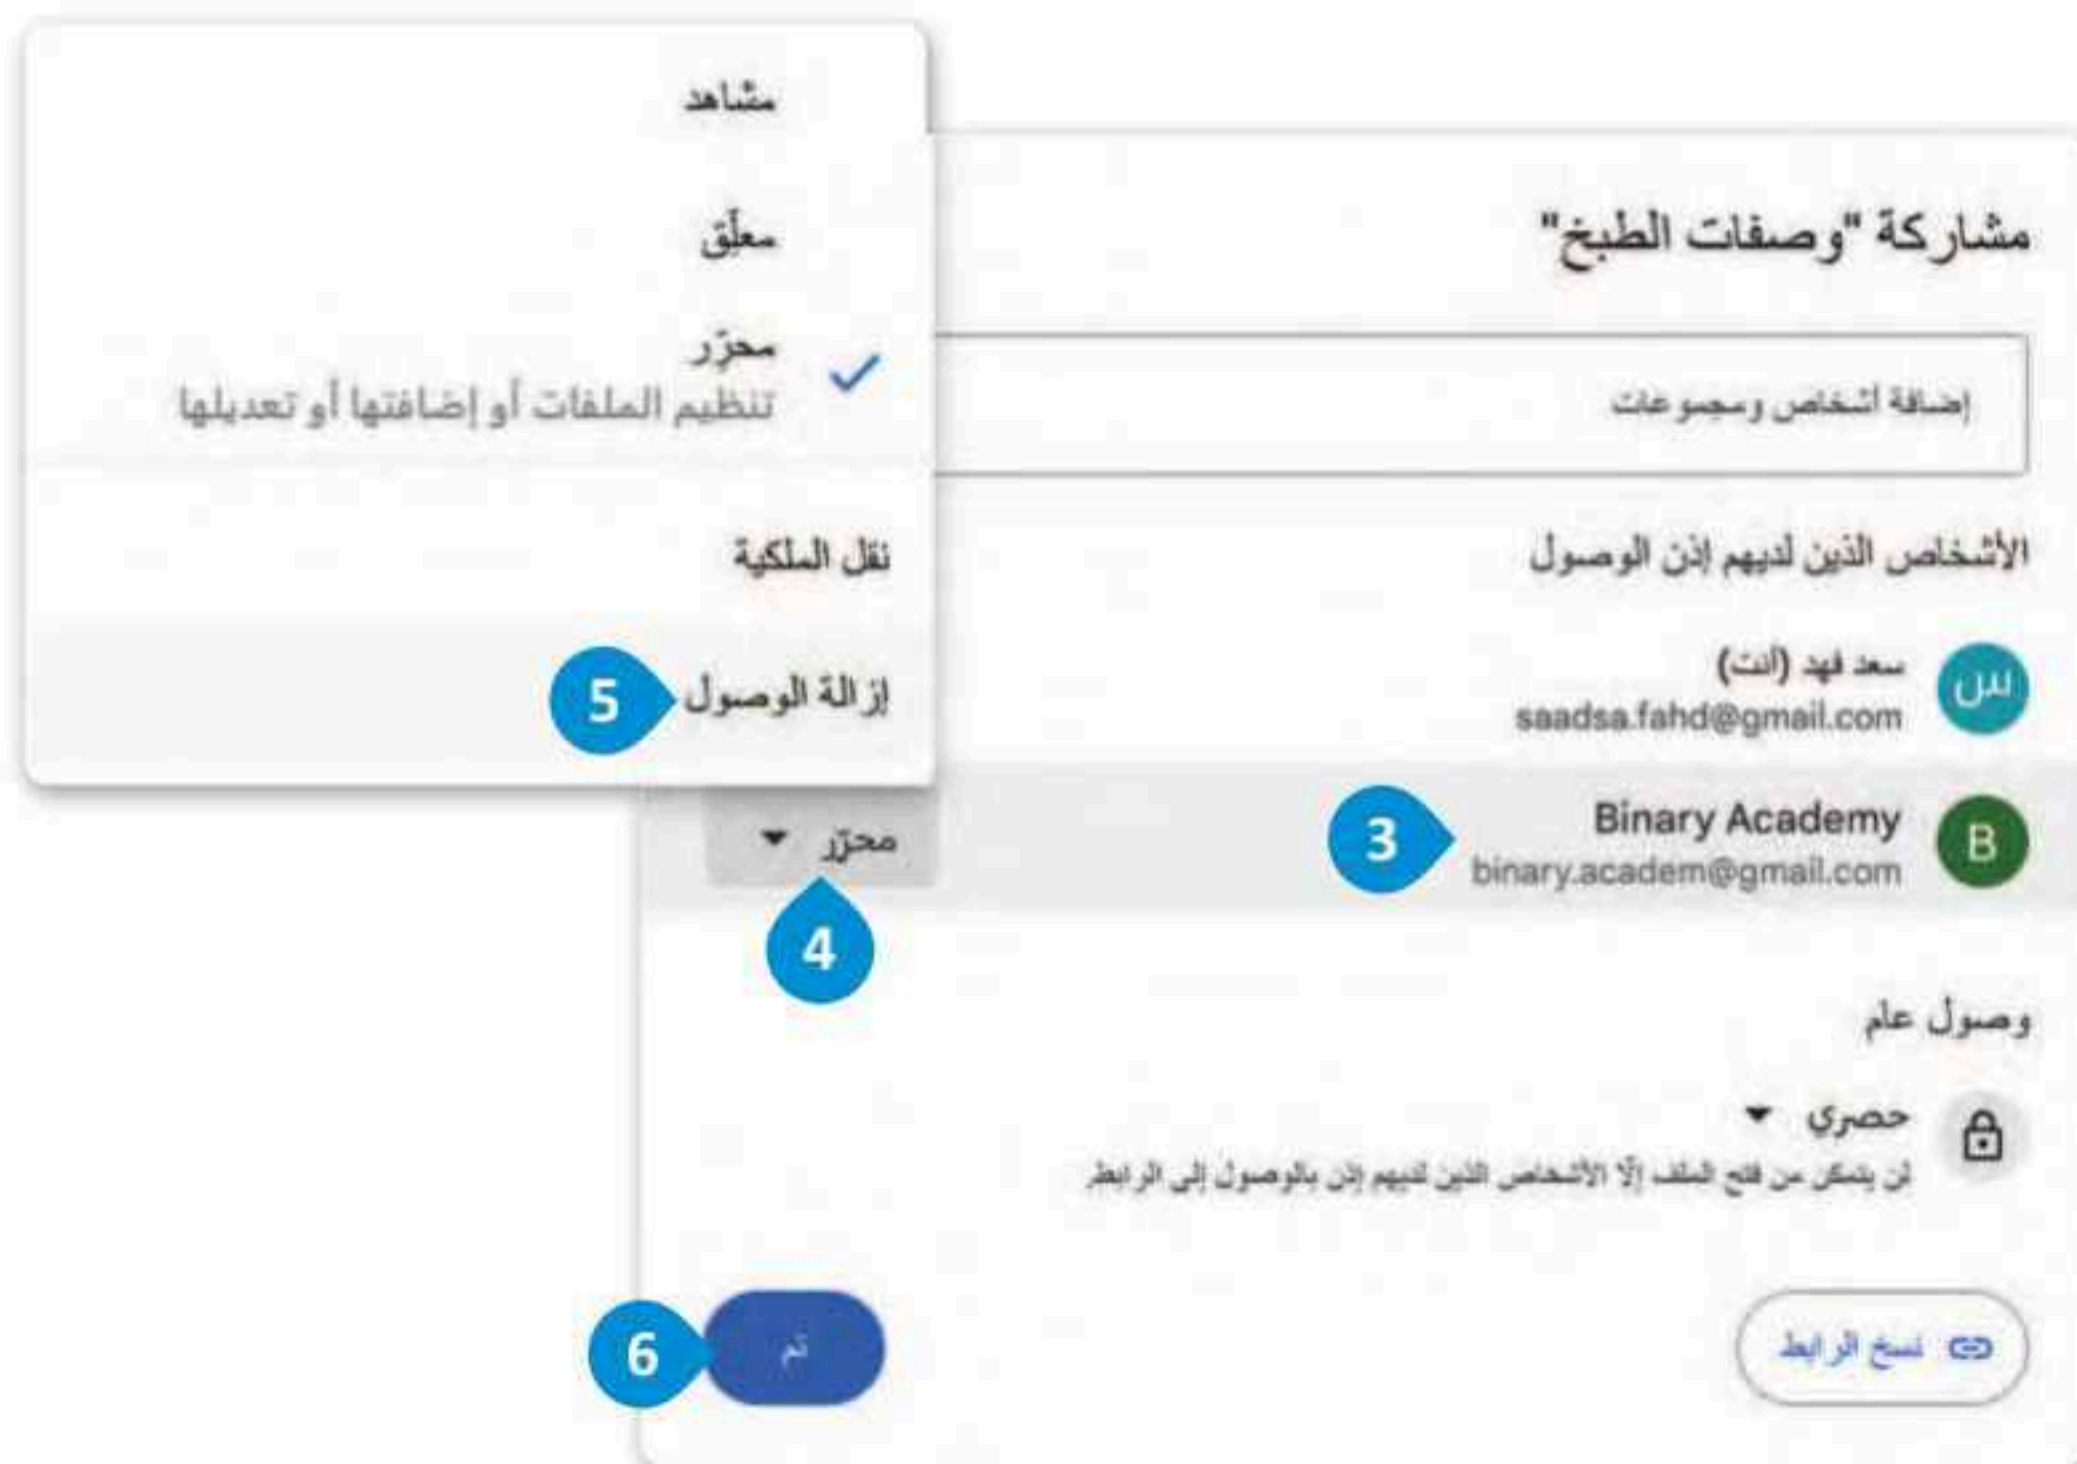 مشاهد
معلّق
محرّر
تنظيم الملفات أو إضافتها أو تعديلها
نقل الملكية
إزالة الوصول
5
مشاركة "وصفات الطبخ"
إضافة أشخاص ومجموعات
الأشخاص الذين لديهم إذن الوصول
س
سعد فهد (أنت)
saadsa.fahd@gmail.com
B
Binary Academy
binary.academ@gmail.com
3
محرّر
4
وصول عام
حصري
لن يتمكن من فتح الملف إلّا الأشخاص الذين لديهم إذن بالوصول إلى الرابط
نسخ الرابط
تم
6